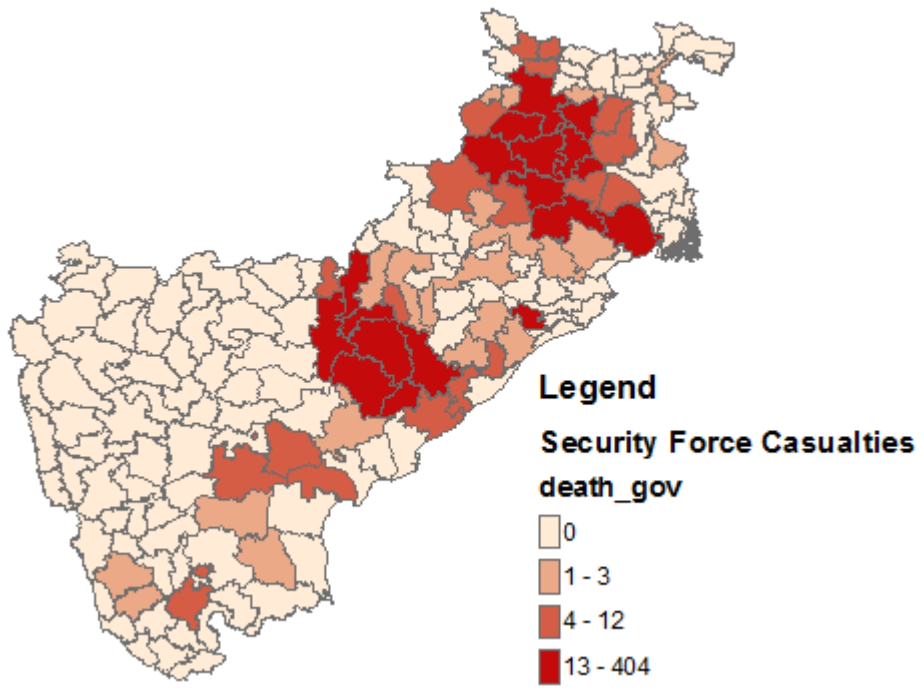 Legend
Security Force Casualties
death_gov
0
1 - 3
4 - 12
13 - 404